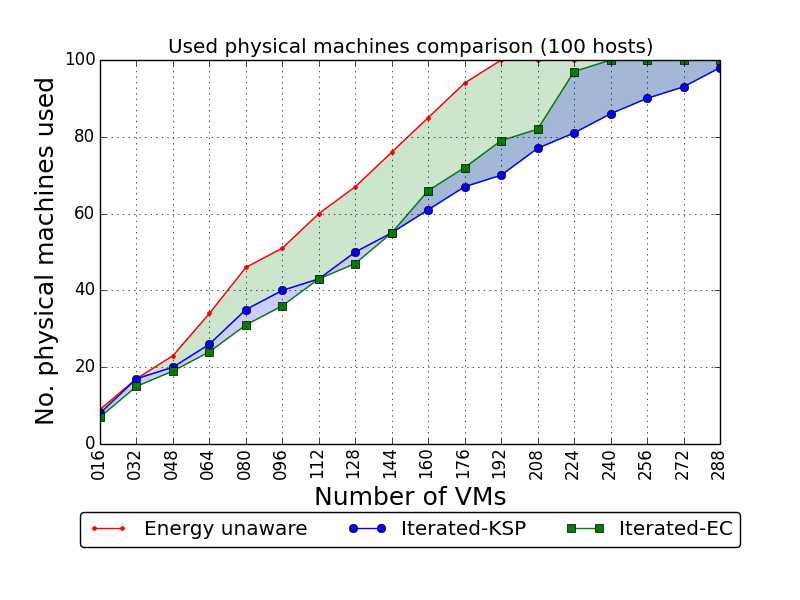 Used physical machines comparison (100 hosts)
No. physical machines used
100
80
60
40
20
0
016 032 048 064 080 096 112 128 144 160 176 192 208 224 240 256 272 288
Number of VMs
Energy unaware Iterated-KSP Iterated-EC